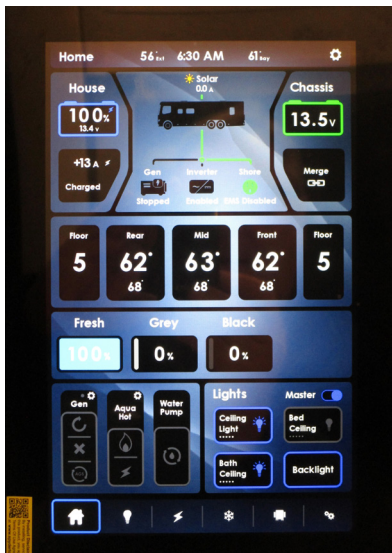 Home 56°Ext 6:30 AM 61°Bay
House
Solar
0.0 A
Chassis
100%
13.4 v
13.5v
+13 A
Charged
Gen Inverter Shore
Stopped Enabled Disabled
Merge
Floor Rear Mid Front Floor
5 62° 63° 62° 5
68° 68° 68°
Fresh Grey Black
100% 0% 0%
Gen
Aqua
Hot
Water
Pump
Lights Master
Ceiling
Light
Bed
Ceiling
Bath
Ceiling
Backlight